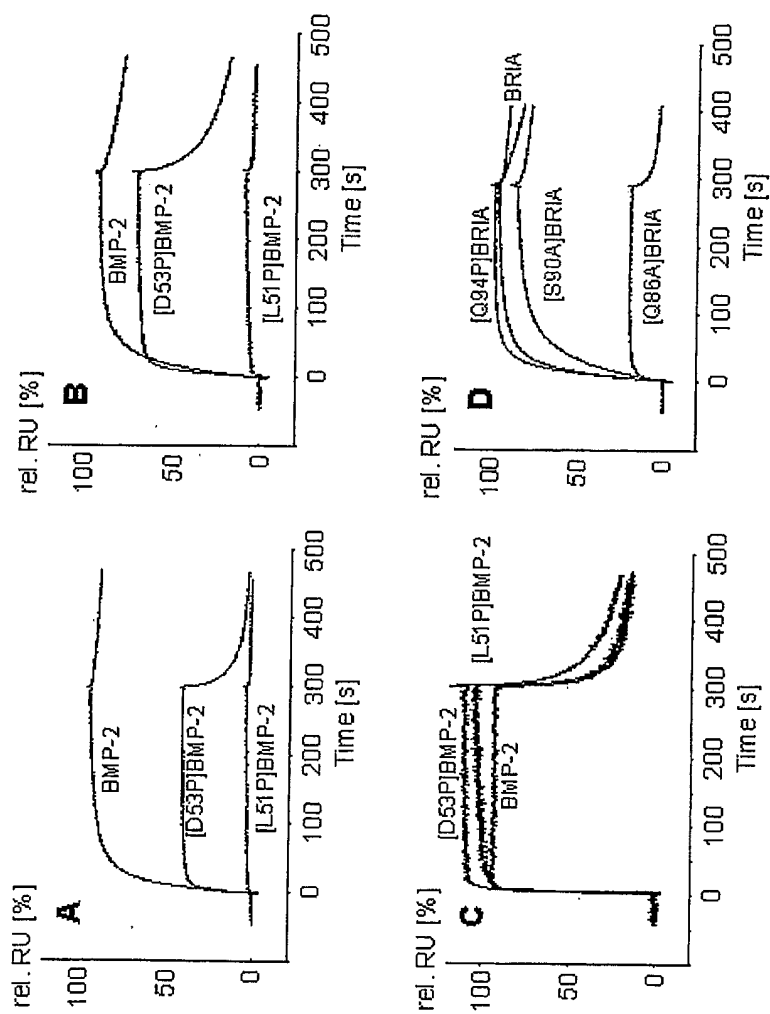 A
rel. RU [%]
100
50
0
BMP-2
[D53P]BMP-2
[L51P]BMP-2
0 100 200 300 400 500
Time [s]
B
rel. RU [%]
100
50
0
BMP-2
[D53P]BMP-2
[L51P]BMP-2
0 100 200 300 400 500
Time [s]
C
rel. RU [%]
100
50
0
[D53P]BMP-2
[L51P]BMP-2
BMP-2
0 100 200 300 400 500
Time [s]
D
rel. RU [%]
100
50
0
[Q94P]BRIA
BRIA
[S90A]BRIA
[Q86A]BRIA
0 100 200 300 400 500
Time [s]